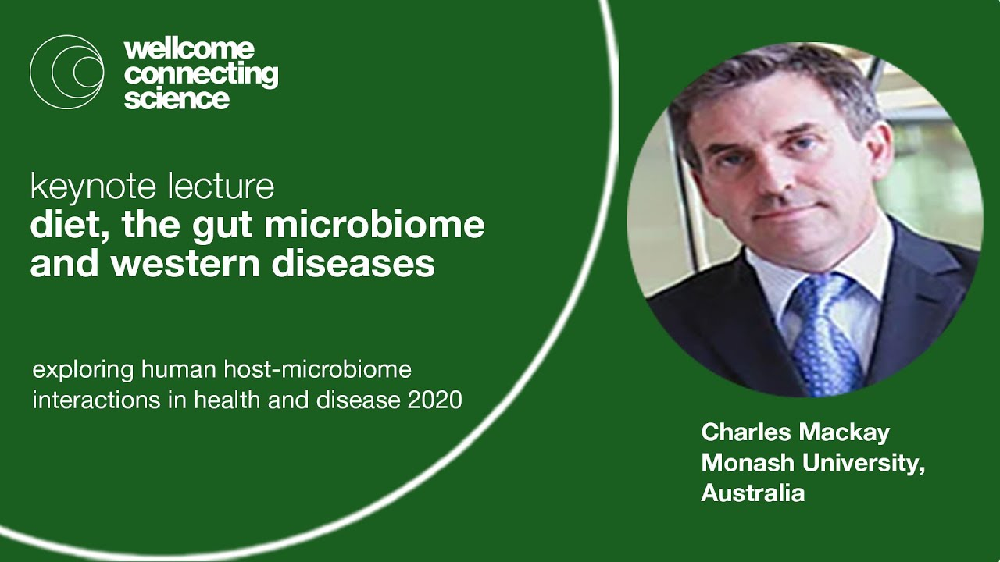 wellcome
connecting
science
keynote lecture
diet, the gut microbiome
and western diseases
exploring human host-microbiome
interactions in health and disease 2020
Charles Mackay
Monash University,
Australia